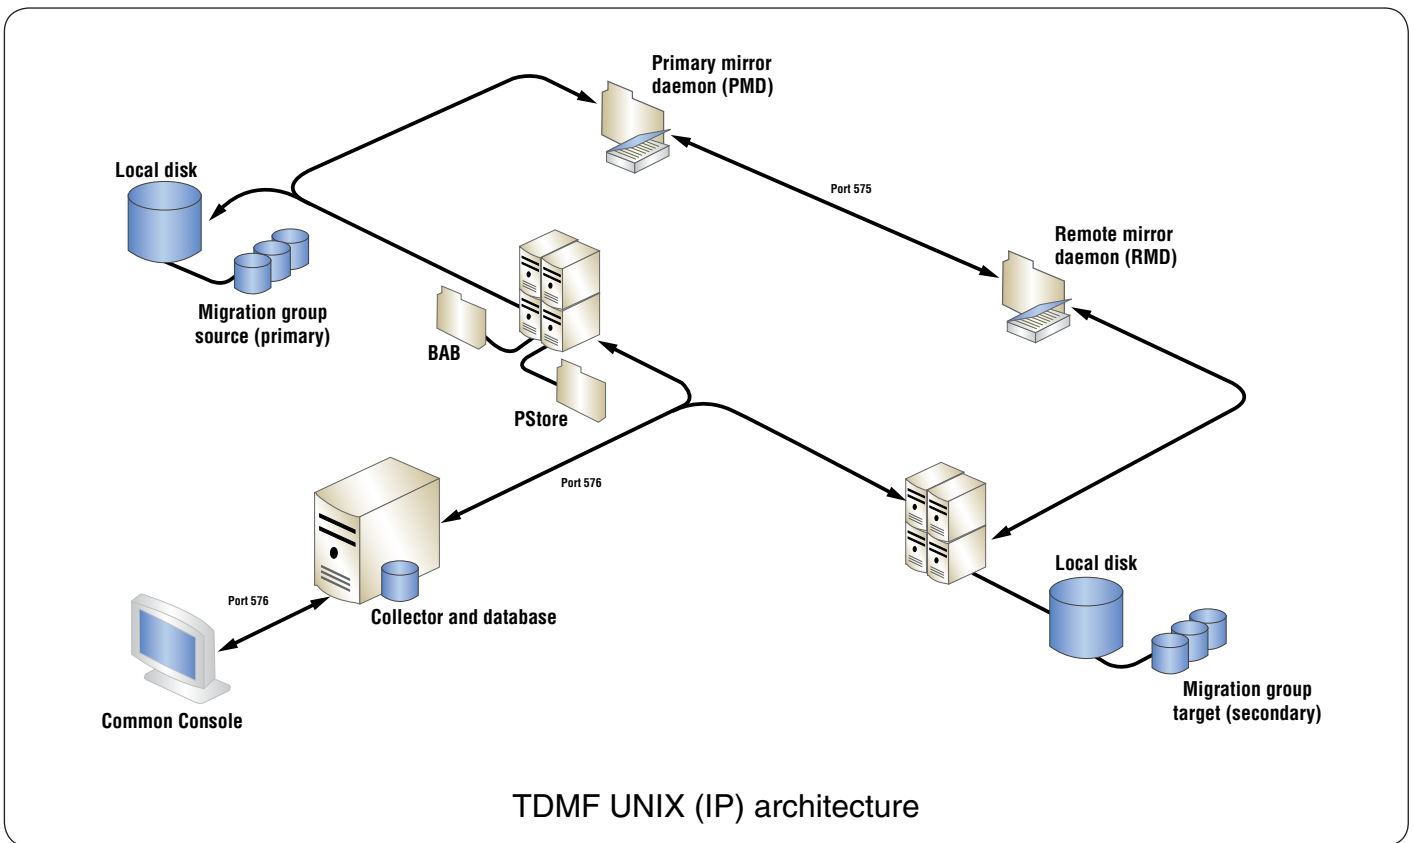 Primary mirror
daemon (PMD)
Local disk
Port 575
Remote mirror
daemon (RMD)
Migration group
source (primary)
BAB
PStore
Port 576
Local disk
Port 576
Collector and database
Migration group
target (secondary)
Common Console
TDMF UNIX (IP) architecture